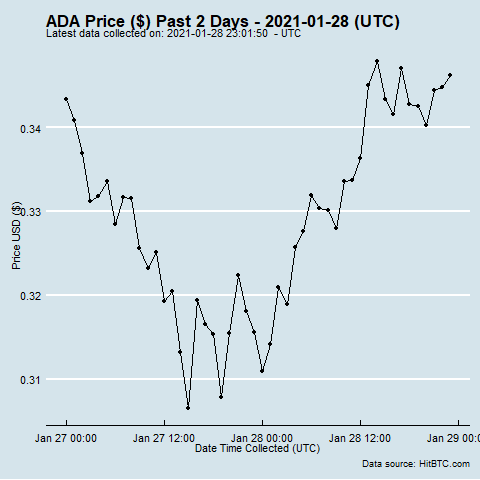 ADA Price ($) Past 2 Days - 2021-01-28 (UTC)
Latest data collected on: 2021-01-28 23:01:50 - UTC
0.34
0.33
0.32
0.31
Price USD ($)
Jan 27 00:00 Jan 27 12:00 Jan 28 00:00 Jan 28 12:00 Jan 29 00:0
Date Time Collected (UTC)
Data source: HitBTC.com